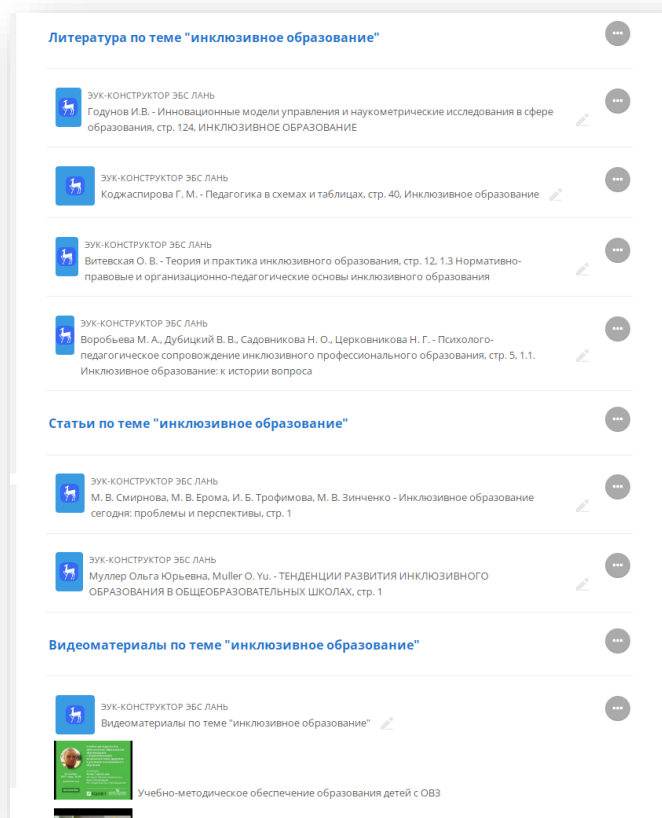 Литература по теме "инклюзивное образование"
ЭУК-КОНСТРУКТОР ЭБС ЛАНЬ
Годунов И.В. - Инновационные модели управления и наукометрические исследования в сфере
образования, стр. 124, ИНКЛЮЗИВНОЕ ОБРАЗОВАНИЕ
ЭУК-КОНСТРУКТОР ЭБС ЛАНЬ
Коджаспирова Г. М. - Педагогика в схемах и таблицах, стр. 40, Инклюзивное образование
ЭУК-КОНСТРУКТОР ЭБС ЛАНЬ
Витевская О. В. - Теория и практика инклюзивного образования, стр. 12, 1.3 Нормативно-
правовые и организационно-педагогические основы инклюзивного образования
ЭУК-КОНСТРУКТОР ЭБС ЛАНЬ
Воробьева М. А., Дубицкий В. В., Садовникова Н. О., Церковникова Н. Г. - Психолого-
педагогическое сопровождение инклюзивного профессионального образования, стр. 5, 1.1.
Инклюзивное образование: к истории вопроса
Статьи по теме "инклюзивное образование"
ЭУК-КОНСТРУКТОР ЭБС ЛАНЬ
М. В. Смирнова, М. В. Ерома, И. Б. Трофимова, М. В. Зинченко - Инклюзивное образование
сегодня: проблемы и перспективы, стр. 1
ЭУК-КОНСТРУКТОР ЭБС ЛАНЬ
Муллер Ольга Юрьевна, Muller O. Yu. - ТЕНДЕНЦИИ РАЗВИТИЯ ИНКЛЮЗИВНОГО
ОБРАЗОВАНИЯ В ОБЩЕОБРАЗОВАТЕЛЬНЫХ ШКОЛАХ, стр. 1
Видеоматериалы по теме "инклюзивное образование"
ЭУК-КОНСТРУКТОР ЭБС ЛАНЬ
Видеоматериалы по теме "инклюзивное образование"
Учебно-методическое обеспечение образования детей с ОВЗ